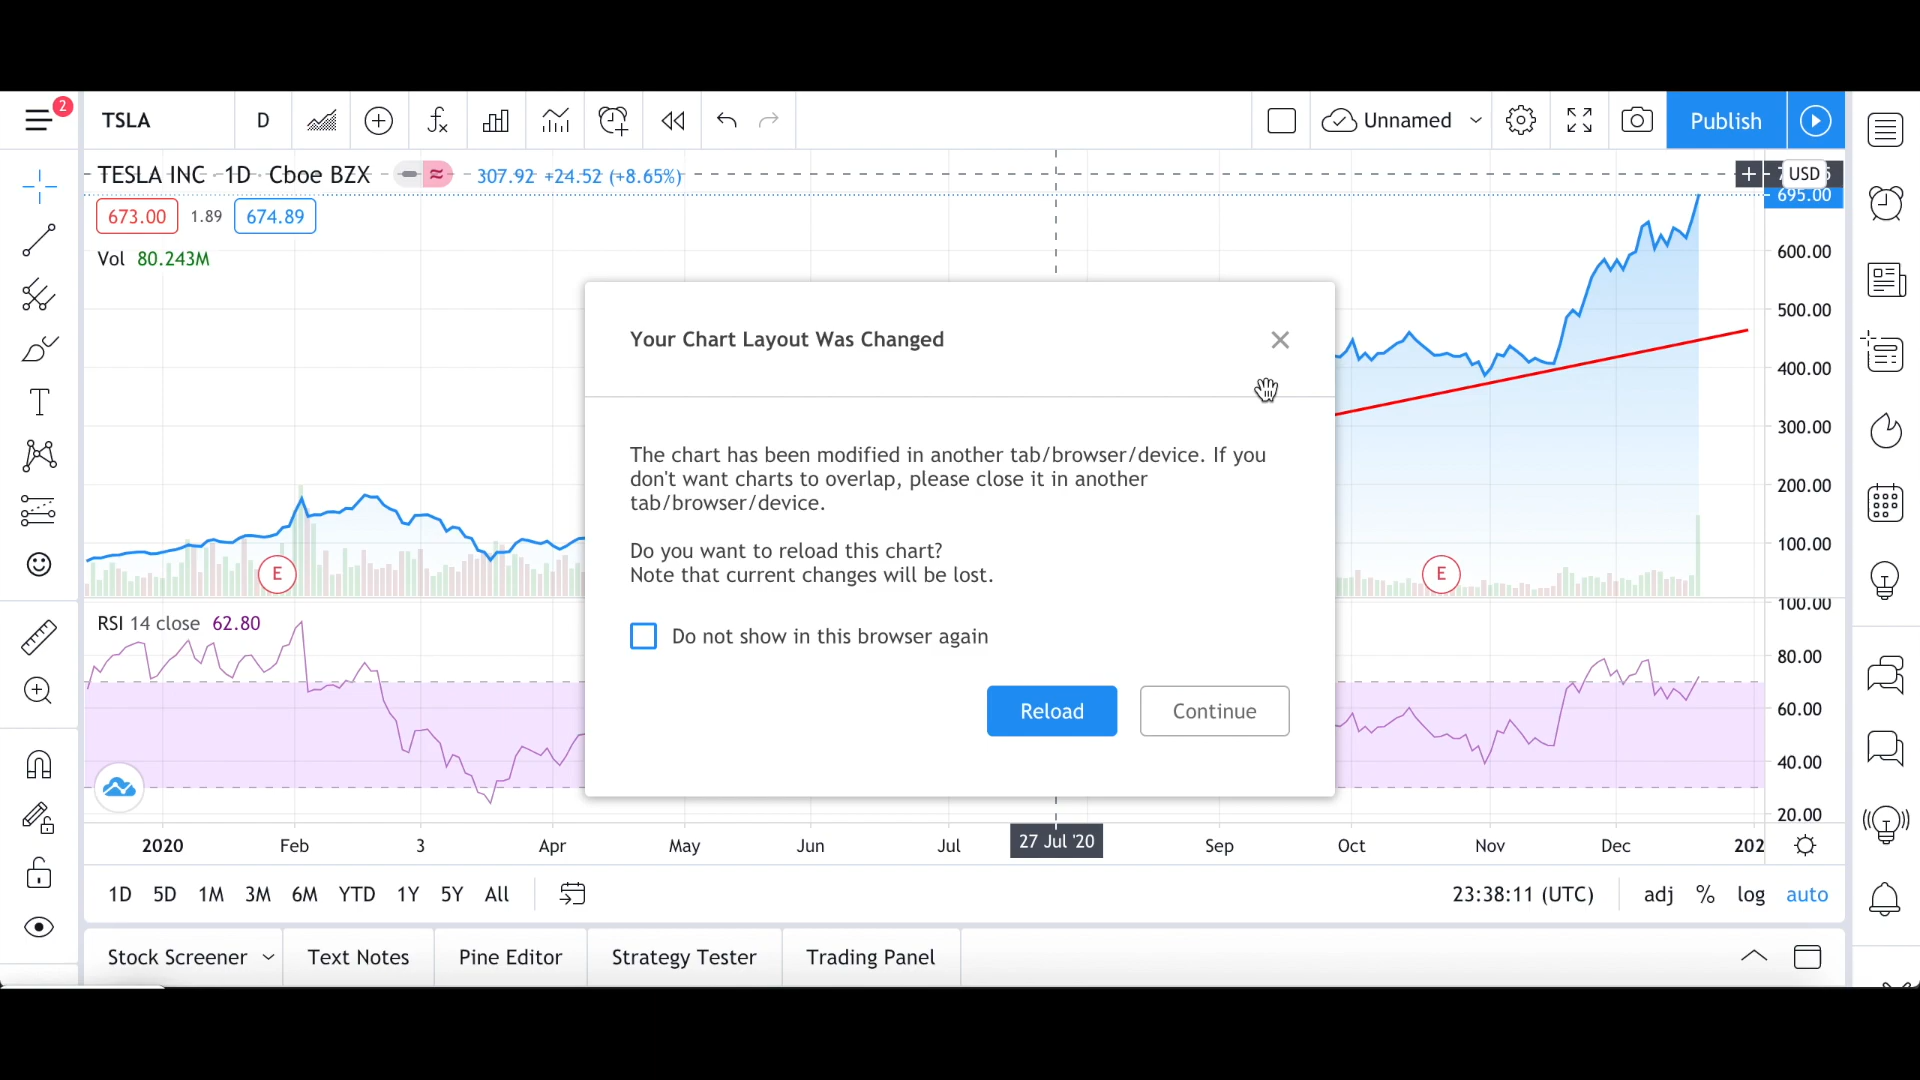 2
TSLA
D
Unnamed
Publish
TESLA INC · 1D · Cboe BZX
307.92 +24.52 (+8.65%)
USD
695.00
673.00 1.89 674.89
Vol 80.243M
600.00
500.00
400.00
300.00
200.00
100.00
Your Chart Layout Was Changed
The chart has been modified in another tab/browser/device. If you
don't want charts to overlap, please close it in another
tab/browser/device.
Do you want to reload this chart?
Note that current changes will be lost.
Do not show in this browser again
Reload Continue
E
E
RSI 14 close 62.80
100.00
80.00
60.00
40.00
20.00
2020 Feb 3 Apr May Jun Jul 27 Jul '20 Sep Oct Nov Dec 202
1D 5D 1M 3M 6M YTD 1Y 5Y All
23:38:11 (UTC) adj % log auto
Stock Screener Text Notes Pine Editor Strategy Tester Trading Panel